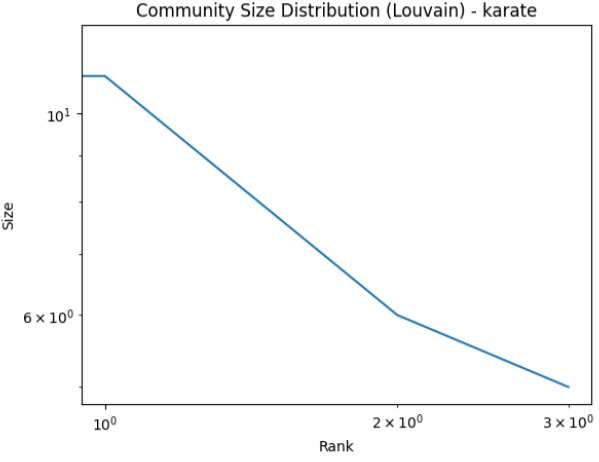 Community Size Distribution (Louvain) - karate
10¹
Size
6 × 10⁰
10⁰
2 × 10⁰
3 × 10⁰
Rank